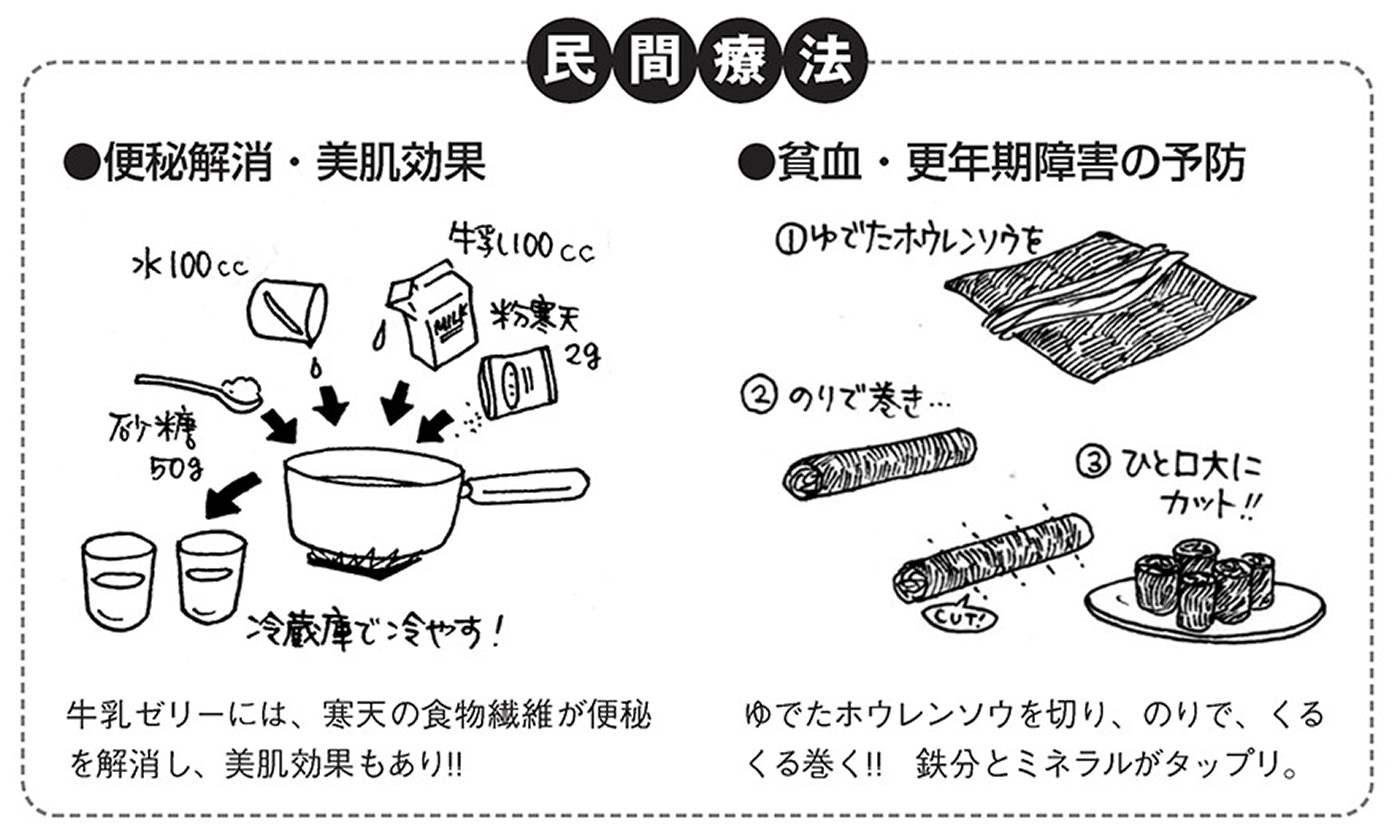 民間療法
●便秘解消・美肌効果
水100cc
牛乳100cc
MILK
粉寒天
2g
砂糖
50g
冷蔵庫で冷やす!
牛乳ゼリーには、寒天の食物繊維が便秘
を解消し、美肌効果もあり!!
●貧血・更年期障害の予防
①ゆでたホウレンソウを
②のりで巻き…
③ひと口大に
カット!!
CUT!
ゆでたホウレンソウを切り、のりで、くる
くる巻く!! 鉄分とミネラルがタップリ。